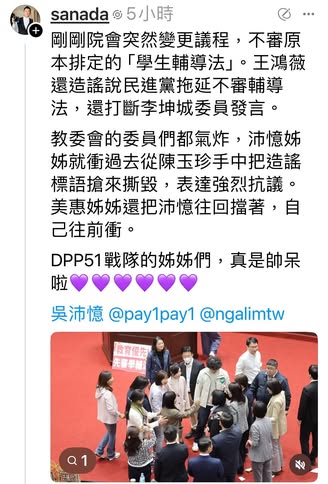 sanada 5小時
剛剛院會突然變更議程，不審原
本排定的「學生輔導法」。王鴻薇
還造謠說民進黨拖延不審輔導
法，還打斷李坤城委員發言。
教委會的委員們都氣炸，沛憶姊
姊就衝過去從陳玉珍手中把造謠
標語搶來撕毀，表達強烈抗議。
美惠姊姊還把沛憶往回擋著，自
己往前衝。
DPP51戰隊的姊姊們，真是帥呆
啦💜💜💜💜💜💜
吳沛憶 @pay1pay1 @ngalimtw
教育優先
1